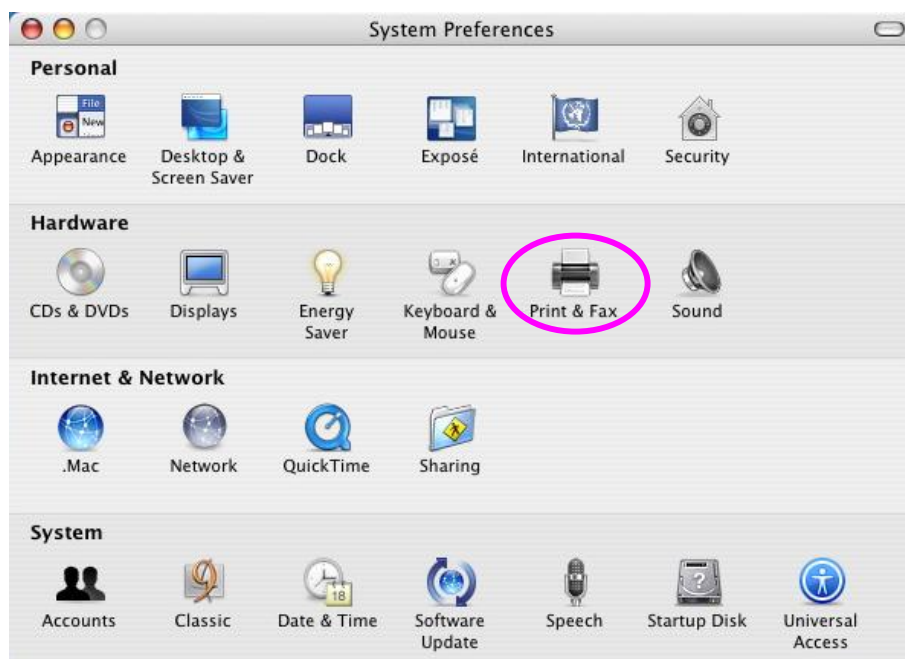 System Preferences
Personal
File
New
Appearance
Desktop &
Screen Saver
Dock
Exposé
International
Security
Hardware
CDs & DVDs
Displays
Energy
Saver
Keyboard &
Mouse
Print & Fax
Sound
Internet & Network
.Mac
Network
QuickTime
Sharing
System
9
18
?
Accounts
Classic
Date & Time
Software
Update
Speech
Startup Disk
Universal
Access